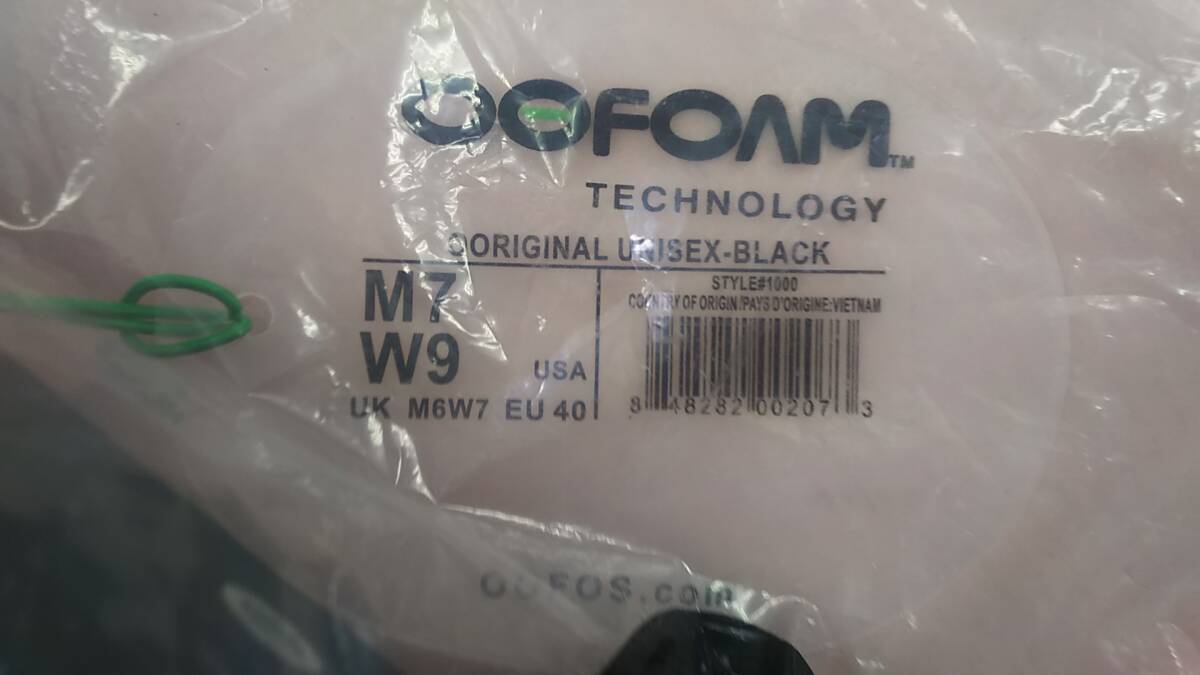 OOFOAM™
TECHNOLOGY
OORIGINAL UNISEX-BLACK
M7
W9 USA
UK M6W7 EU 40
STYLE#1000
COUNTRY OF ORIGIN/PAYS D'ORIGINE:VIETNAM
8 48282 00207 3
OOFOS.com